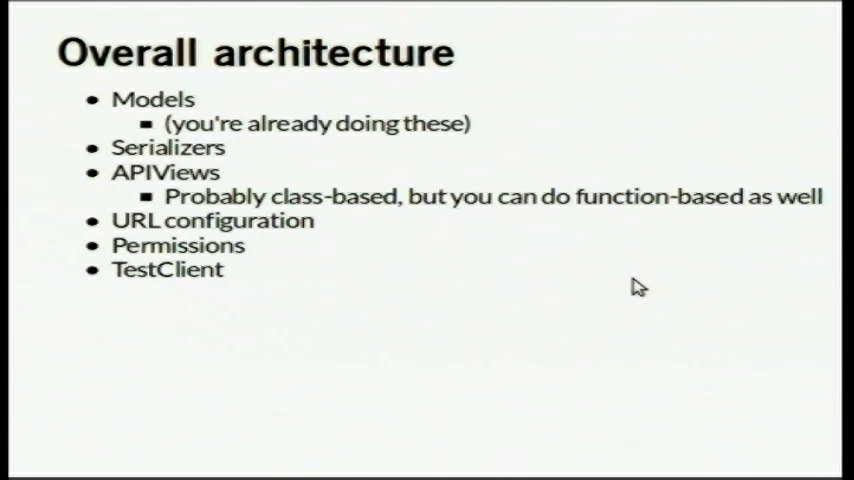 Overall architecture
• Models
▪ (you're already doing these)
• Serializers
• APIViews
▪ Probably class-based, but you can do function-based as well
• URL configuration
• Permissions
• TestClient